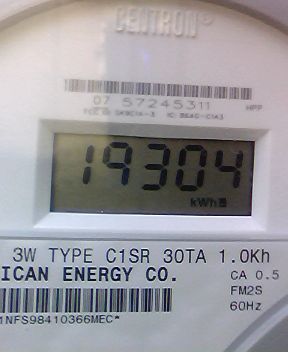 CENTRON®
07 57245311 HPP
19304
kWh
3W TYPE C1SR 30TA 1.0Kh
ICAN ENERGY CO. CA 0.5
FM2S
60Hz
1NFS98410366MEC*